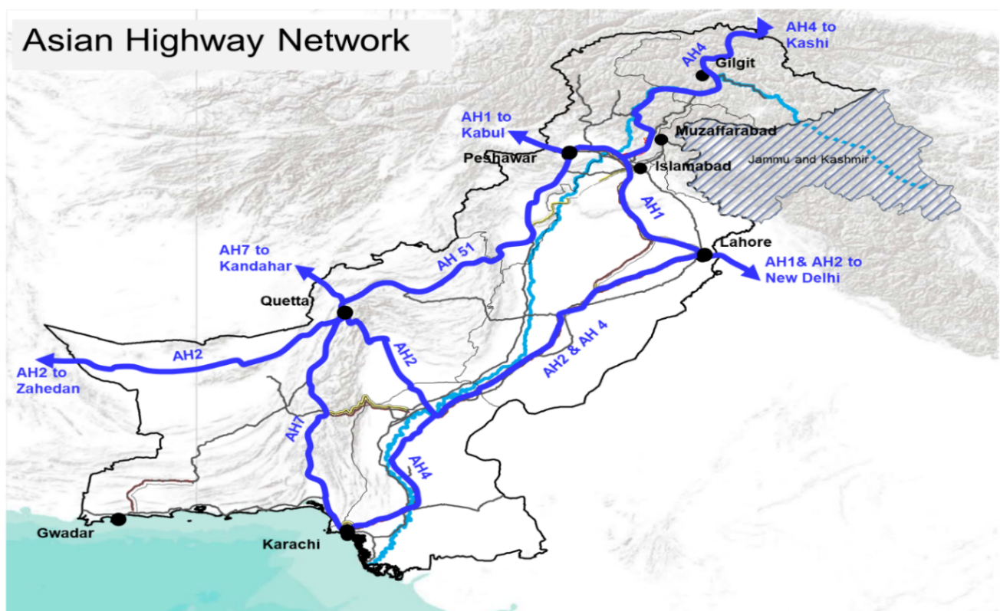 Asian Highway Network
AH4 to
Kashi
AH4
Gilgit
AH1 to
Kabul
Muzaffarabad
Peshawar
Jammu and Kashmir
Islamabad
AH1
Lahore
AH7 to
Kandahar
AH 51
AH1& AH2 to
New Delhi
Quetta
AH2
AH2
AH2 & AH 4
AH2 to
Zahedan
AH7
AH4
Gwadar
Karachi